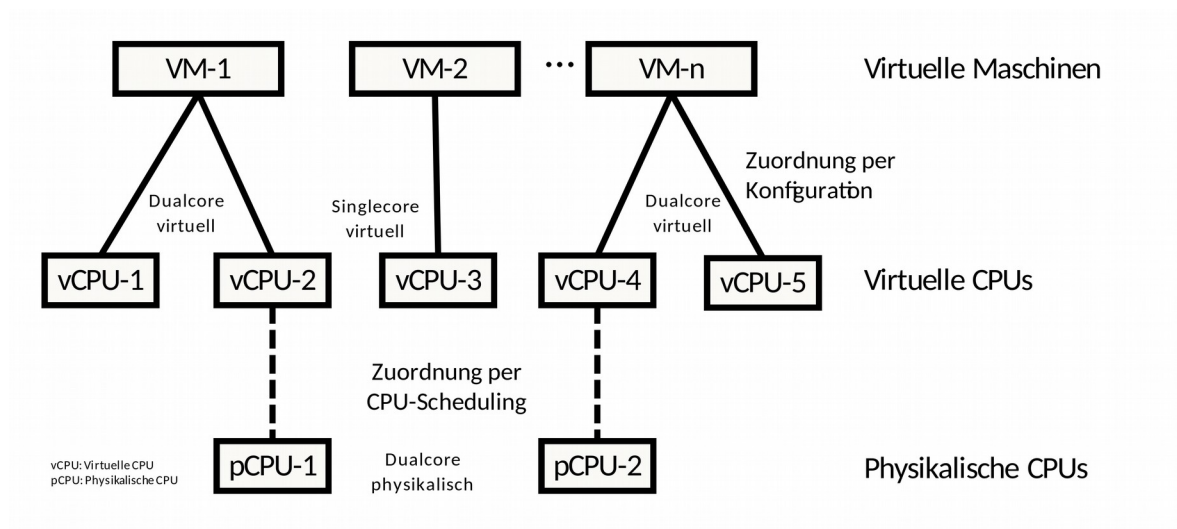 VM-1
VM-2
...
VM-n
Virtuelle Maschinen
Zuordnung per
Konfiguration
Dualcore
virtuell
Singlecore
virtuell
Dualcore
virtuell
vCPU-1
vCPU-2
vCPU-3
vCPU-4
vCPU-5
Virtuelle CPUs
Zuordnung per
CPU-Scheduling
pCPU-1
Dualcore
physikalisch
pCPU-2
Physikalische CPUs
vCPU: Virtuelle CPU
pCPU: Physikalische CPU